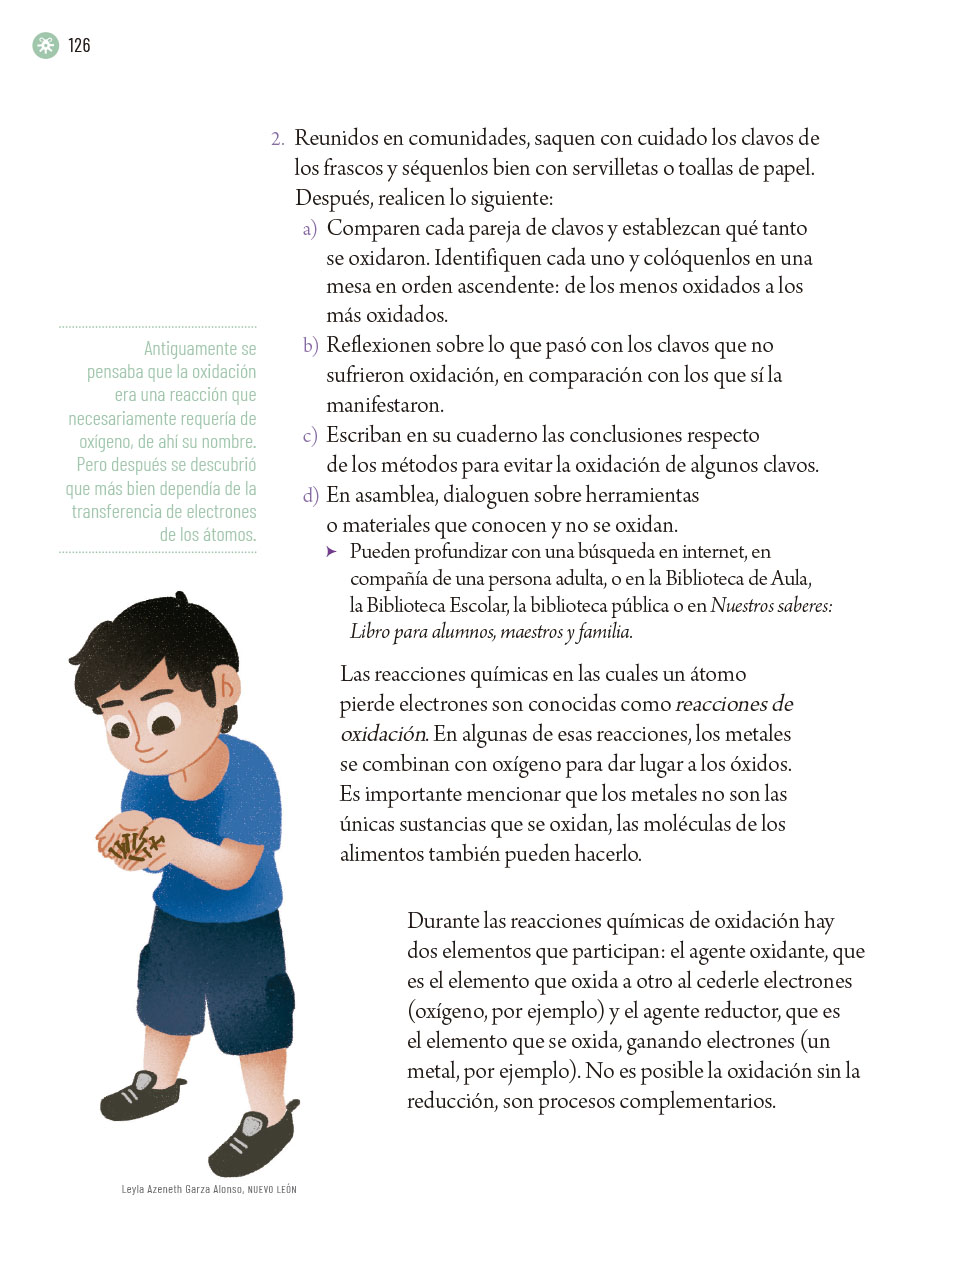 126
2. Reunidos en comunidades, saquen con cuidado los clavos de
los frascos y séquenlos bien con servilletas o toallas de papel.
Después, realicen lo siguiente:
a) Comparen cada pareja de clavos y establezcan qué tanto
se oxidaron. Identifiquen cada uno y colóquenlos en una
mesa en orden ascendente: de los menos oxidados a los
más oxidados.
b) Reflexionen sobre lo que pasó con los clavos que no
sufrieron oxidación, en comparación con los que sí la
manifestaron.
c) Escriban en su cuaderno las conclusiones respecto
de los métodos para evitar la oxidación de algunos clavos.
d) En asamblea, dialoguen sobre herramientas
o materiales que conocen y no se oxidan.
➤ Pueden profundizar con una búsqueda en internet, en
compañía de una persona adulta, o en la Biblioteca de Aula,
la Biblioteca Escolar, la biblioteca pública o en Nuestros saberes:
Libro para alumnos, maestros y familia.
Antiguamente se
pensaba que la oxidación
era una reacción que
necesariamente requería de
oxígeno, de ahí su nombre.
Pero después se descubrió
que más bien dependía de la
transferencia de electrones
de los átomos.
Las reacciones químicas en las cuales un átomo
pierde electrones son conocidas como reacciones de
oxidación. En algunas de esas reacciones, los metales
se combinan con oxígeno para dar lugar a los óxidos.
Es importante mencionar que los metales no son las
únicas sustancias que se oxidan, las moléculas de los
alimentos también pueden hacerlo.
Durante las reacciones químicas de oxidación hay
dos elementos que participan: el agente oxidante, que
es el elemento que oxida a otro al cederle electrones
(oxígeno, por ejemplo) y el agente reductor, que es
el elemento que se oxida, ganando electrones (un
metal, por ejemplo). No es posible la oxidación sin la
reducción, son procesos complementarios.
Leyla Azeneth Garza Alonso, NUEVO LEÓN